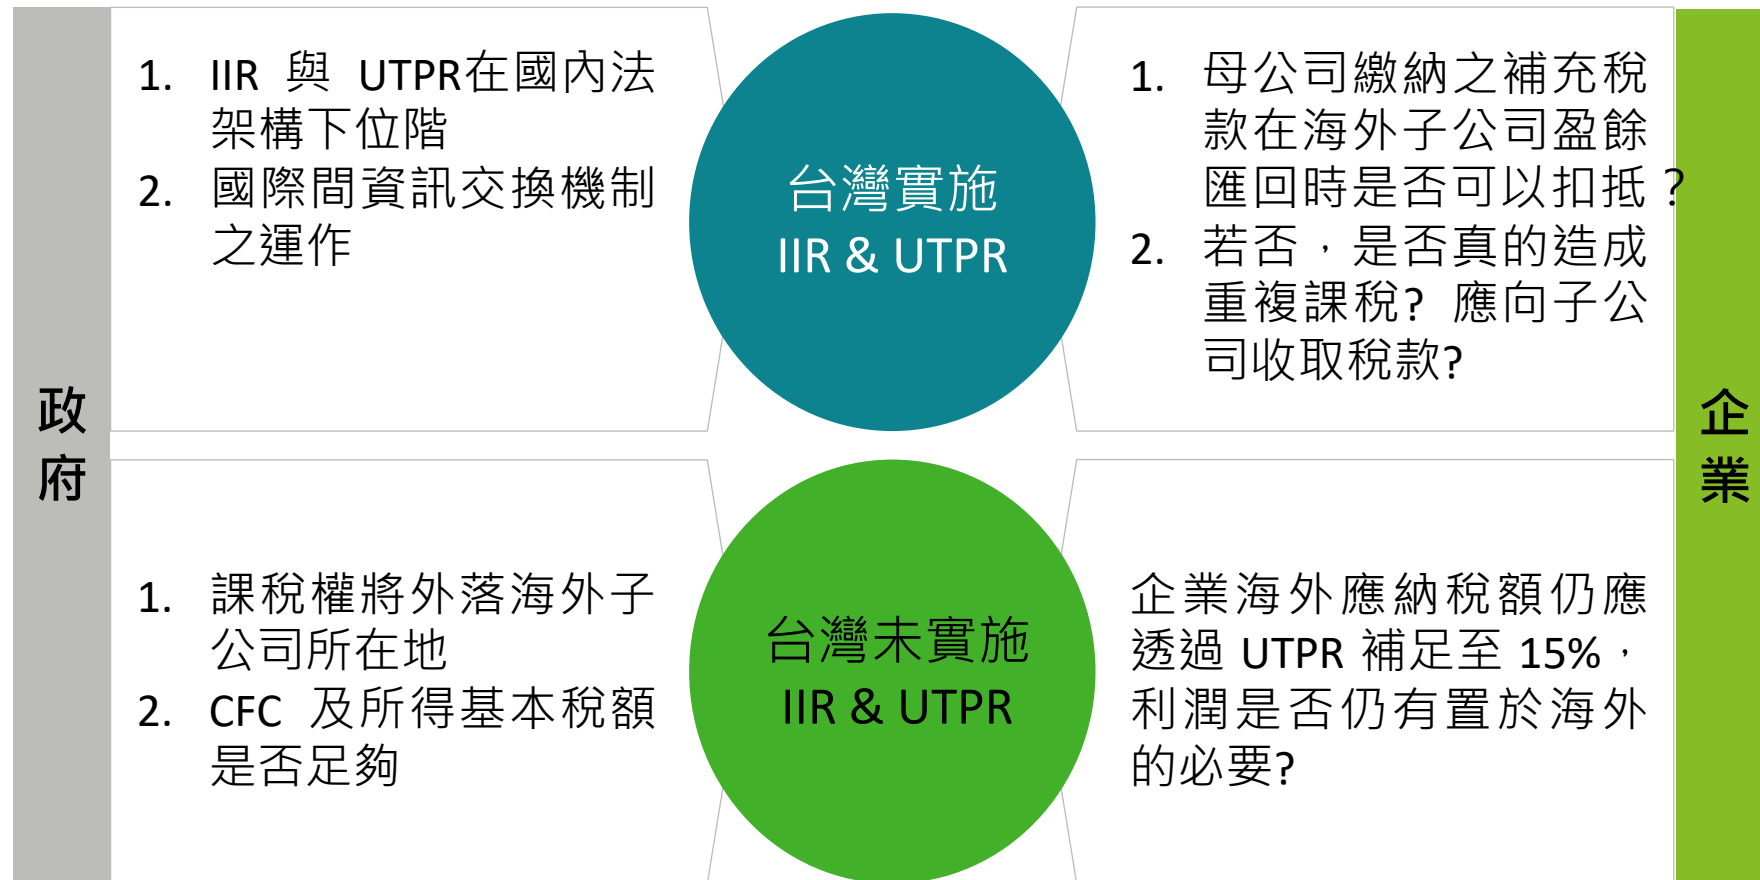 政
府
1. IIR 與 UTPR在國內法
架構下位階
2. 國際間資訊交換機制
之運作
台灣實施
IIR & UTPR
1. 母公司繳納之補充稅
款在海外子公司盈餘
匯回時是否可以扣抵？
2. 若否，是否真的造成
重複課稅? 應向子公
司收取稅款?
企
業
1. 課稅權將外落海外子
公司所在地
2. CFC 及所得基本稅額
是否足夠
台灣未實施
IIR & UTPR
企業海外應納稅額仍應
透過 UTPR 補足至 15%，
利潤是否仍有置於海外
的必要?